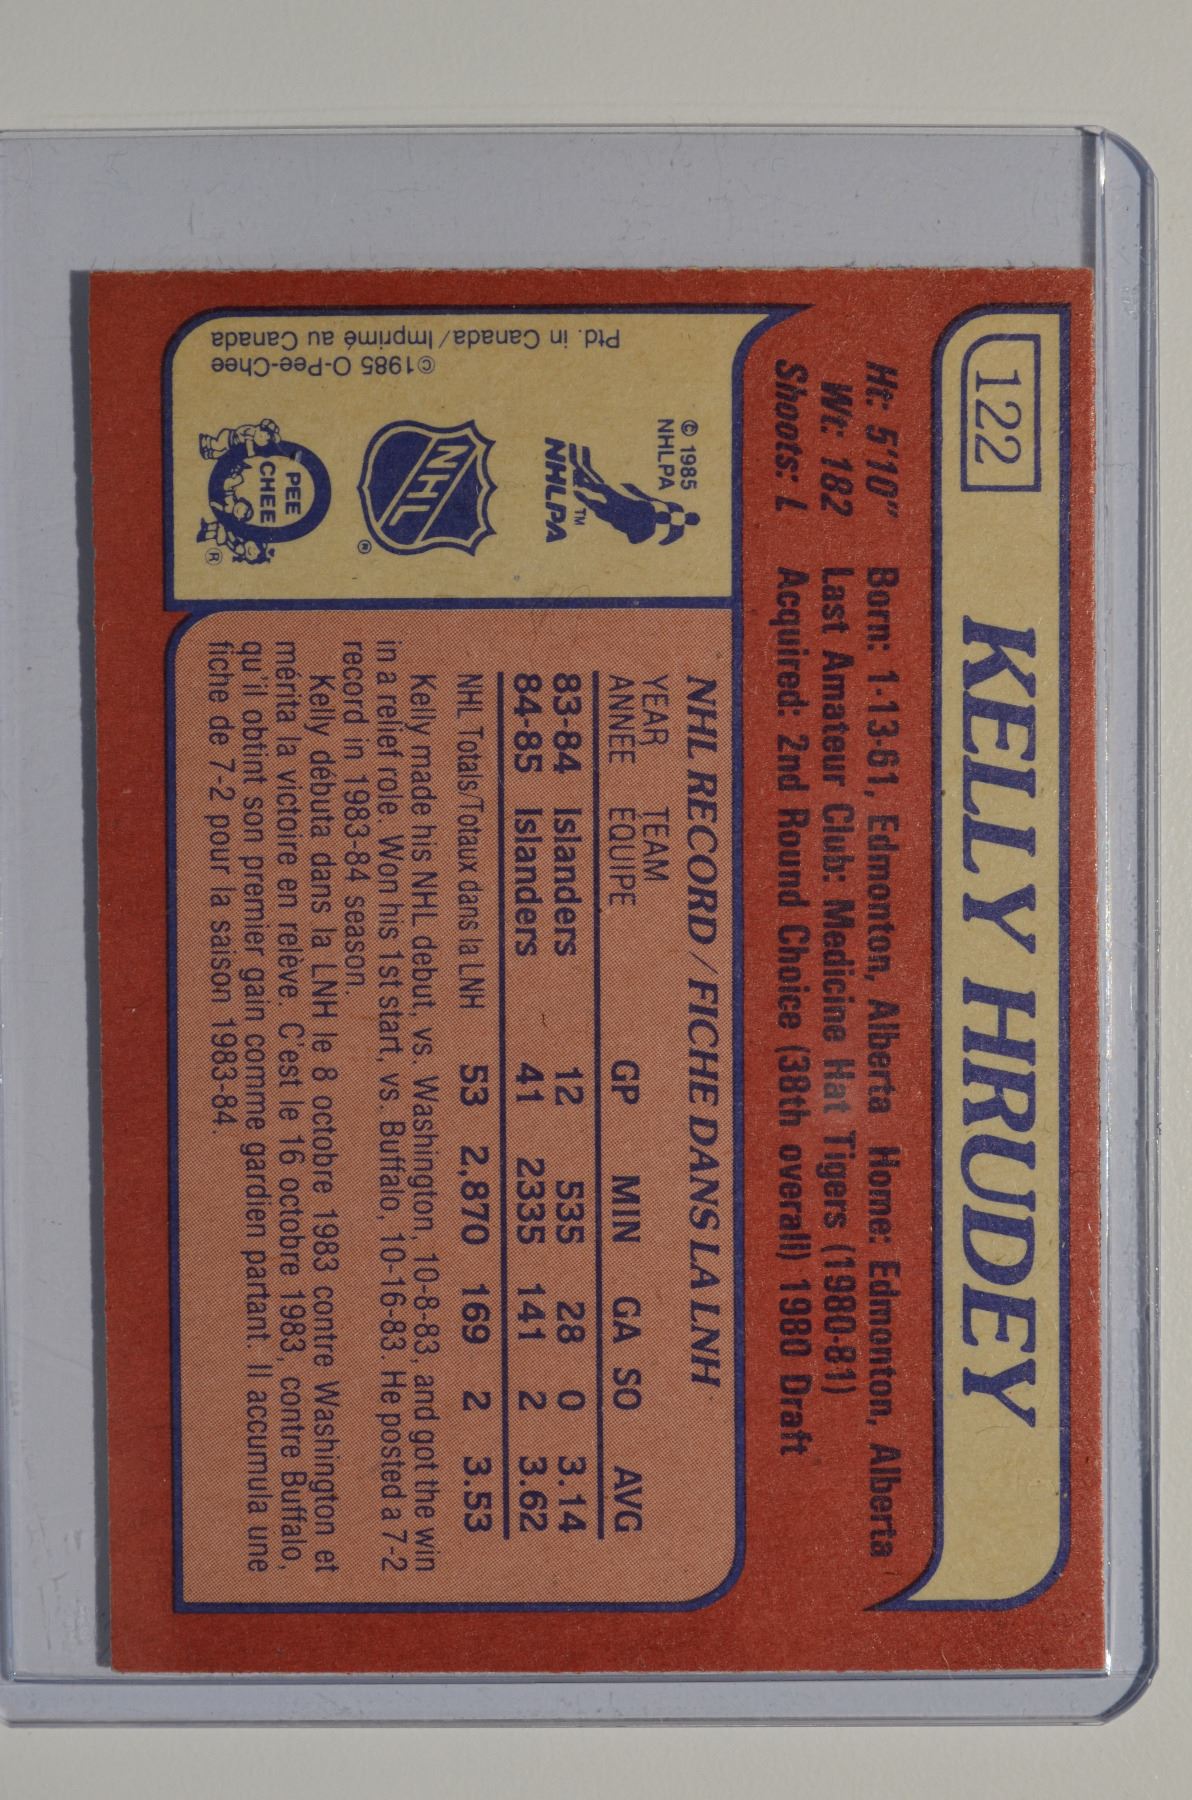 122
KELLY HRUDEY
Ht: 5'10" Born: 1-13-61, Edmonton, Alberta Home: Edmonton, Alberta
Wt: 182 Last Amateur Club: Medicine Hat Tigers (1980-81)
Shoots: L Acquired: 2nd Round Choice (38th overall) 1980 Draft
© 1985
NHLPA
TM
NHLPA
NHL
®
PEE
CHEE
®
©1985 O-Pee-Chee
Ptd. in Canada/Imprimé au Canada
NHL RECORD / FICHE DANS LA LNH
YEAR TEAM
ANNÉE ÉQUIPE GP MIN GA SO AVG
83-84 Islanders 12 535 28 0 3.14
84-85 Islanders 41 2335 141 2 3.62
NHL Totals/Totaux dans la LNH 53 2,870 169 2 3.53
Kelly made his NHL debut, vs. Washington, 10-8-83, and got the win
in a relief role. Won his 1st start, vs. Buffalo, 10-16-83. He posted a 7-2
record in 1983-84 season.
Kelly débuta dans la LNH le 8 octobre 1983 contre Washington et
mérita la victoire en relève. C'est le 16 octobre 1983, contre Buffalo,
qu'il obtint son premier gain comme gardien partant. Il accumula une
fiche de 7-2 pour la saison 1983-84.